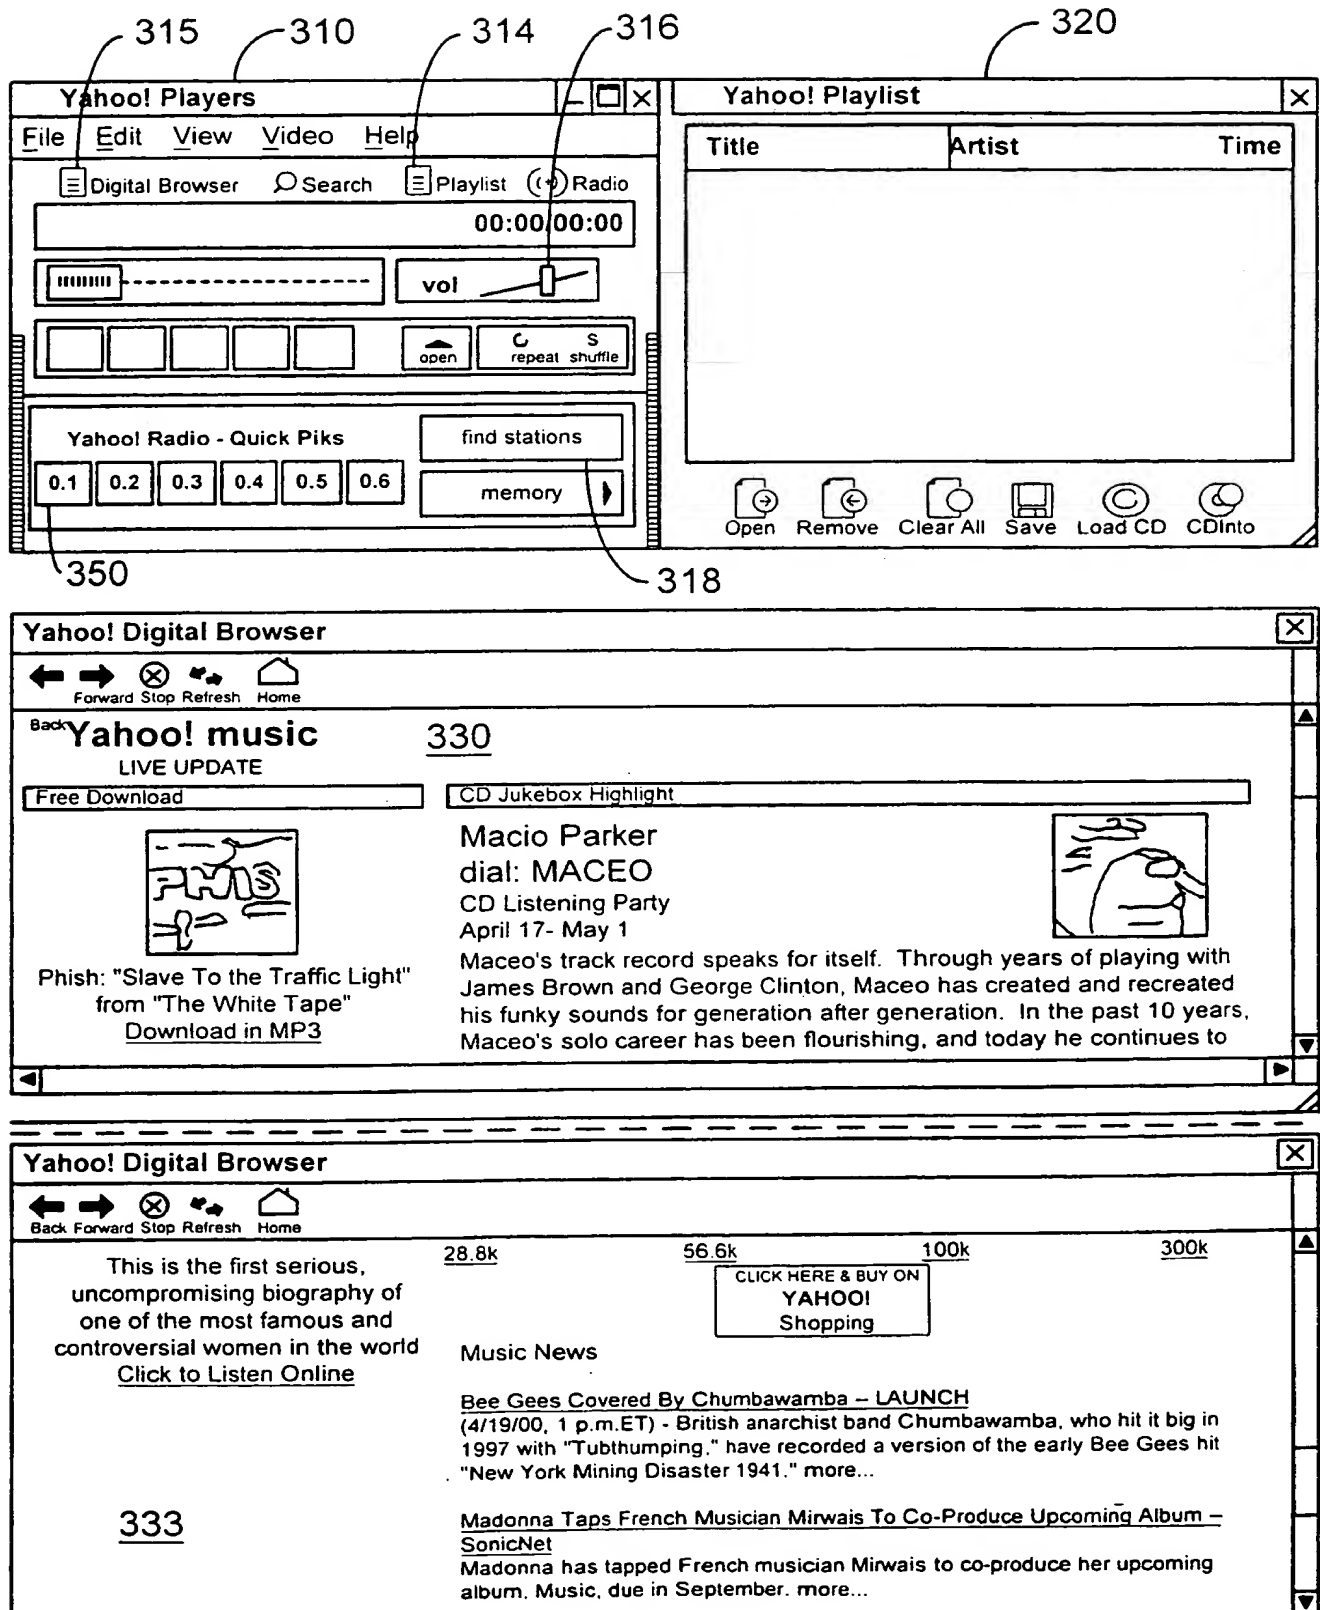 315 310 314 316 320
Yahoo! Players
File Edit View Video Help
Digital Browser Search Playlist Radio
00:00/00:00
vol
open
C S
repeat shuffle
Yahoo! Radio - Quick Piks
find stations
0.1 0.2 0.3 0.4 0.5 0.6
memory
350
318
Yahoo! Playlist
Title Artist Time
Open Remove Clear All Save Load CD CDInto
Yahoo! Digital Browser
Forward Stop Refresh Home
Back
Yahoo! music
330
LIVE UPDATE
Free Download
PHIS
Phish: "Slave To the Traffic Light"
from "The White Tape"
Download in MP3
CD Jukebox Highlight
Macio Parker
dial: MACEO
CD Listening Party
April 17- May 1
Maceo's track record speaks for itself. Through years of playing with
James Brown and George Clinton, Maceo has created and recreated
his funky sounds for generation after generation. In the past 10 years,
Maceo's solo career has been flourishing, and today he continues to
Yahoo! Digital Browser
Back Forward Stop Refresh Home
This is the first serious,
uncompromising biography of
one of the most famous and
controversial women in the world
Click to Listen Online
333
28.8k 56.6k 100k 300k
CLICK HERE & BUY ON
YAHOO!
Shopping
Music News
Bee Gees Covered By Chumbawamba – LAUNCH
(4/19/00, 1 p.m.ET) - British anarchist band Chumbawamba, who hit it big in
1997 with "Tubthumping," have recorded a version of the early Bee Gees hit
"New York Mining Disaster 1941." more...
Madonna Taps French Musician Mirwais To Co-Produce Upcoming Album –
SonicNet
Madonna has tapped French musician Mirwais to co-produce her upcoming
album, Music, due in September. more...